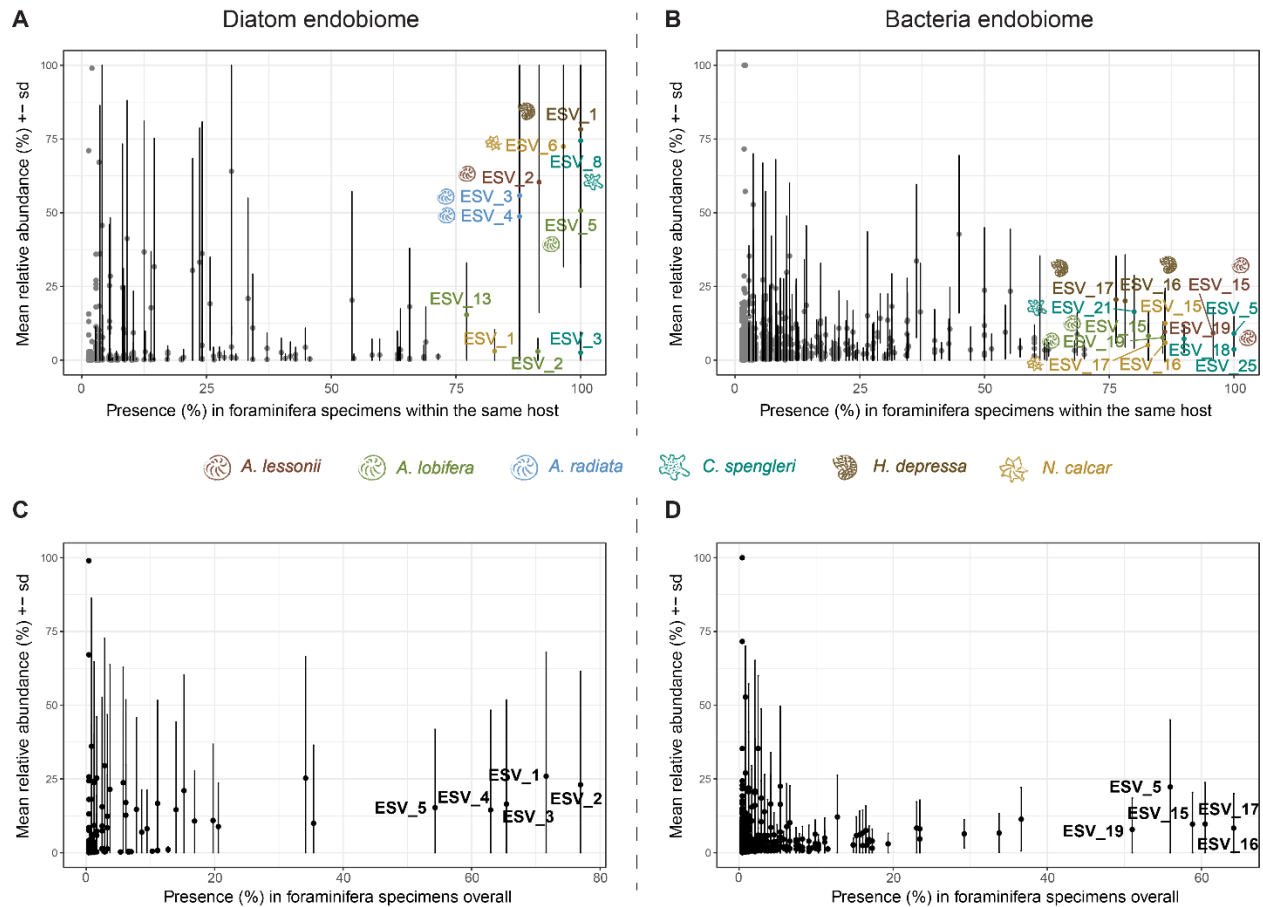 A
Diatom endobiome
B
Bacteria endobiome
Mean relative abundance (%) +− sd
100
75
50
25
0
ESV_1
ESV_6
ESV_8
ESV_2
ESV_3
ESV_4
ESV_5
ESV_13
ESV_1
ESV_3
ESV_2
0
25
50
75
100
Presence (%) in foraminifera specimens within the same host
Mean relative abundance (%) +− sd
100
75
50
25
0
ESV_17
ESV_16
ESV_15
ESV_21
ESV_15
ESV_5
ESV_15
ESV_19
ESV_19
ESV_18
ESV_17
ESV_16
ESV_25
0
25
50
75
100
Presence (%) in foraminifera specimens within the same host
A. lessonii
A. lobifera
A. radiata
C. spengleri
H. depressa
N. calcar
C
D
Mean relative abundance (%) +− sd
100
75
50
25
0
ESV_1
ESV_4
ESV_2
ESV_5
ESV_3
0
20
40
60
80
Presence (%) in foraminifera specimens overall
Mean relative abundance (%) +− sd
100
75
50
25
0
ESV_5
ESV_15
ESV_17
ESV_19
ESV_16
0
20
40
60
Presence (%) in foraminifera specimens overall